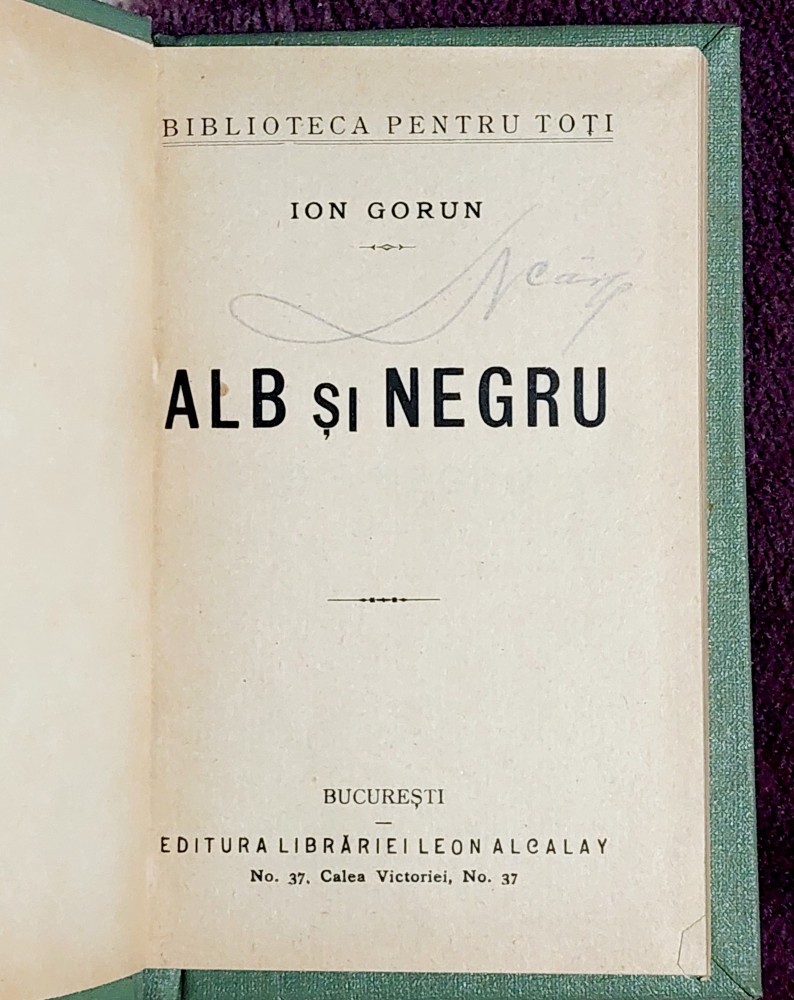 BIBLIOTECA PENTRU TOȚI
ION GORUN
ALB ȘI NEGRU
BUCUREȘTI
EDITURA LIBRĂRIEI LEON ALCALAY
No. 37, Calea Victoriei, No. 37